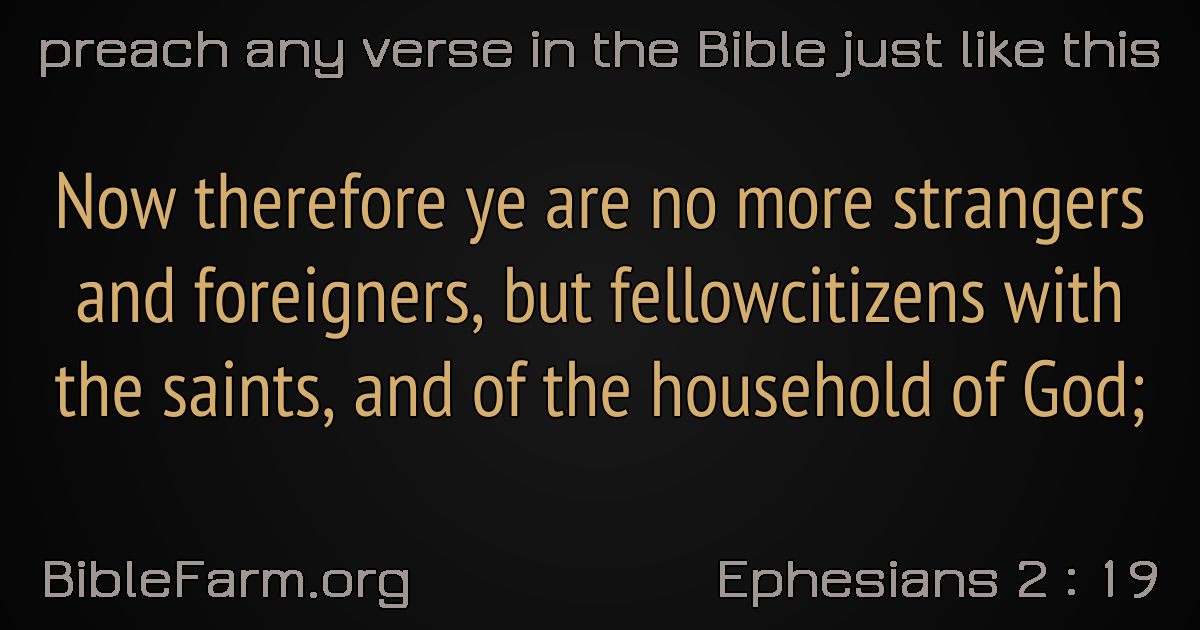 preach any verse in the Bible just like this
Now therefore ye are no more strangers
and foreigners, but fellowcitizens with
the saints, and of the household of God;
BibleFarm.org
Ephesians 2 : 19